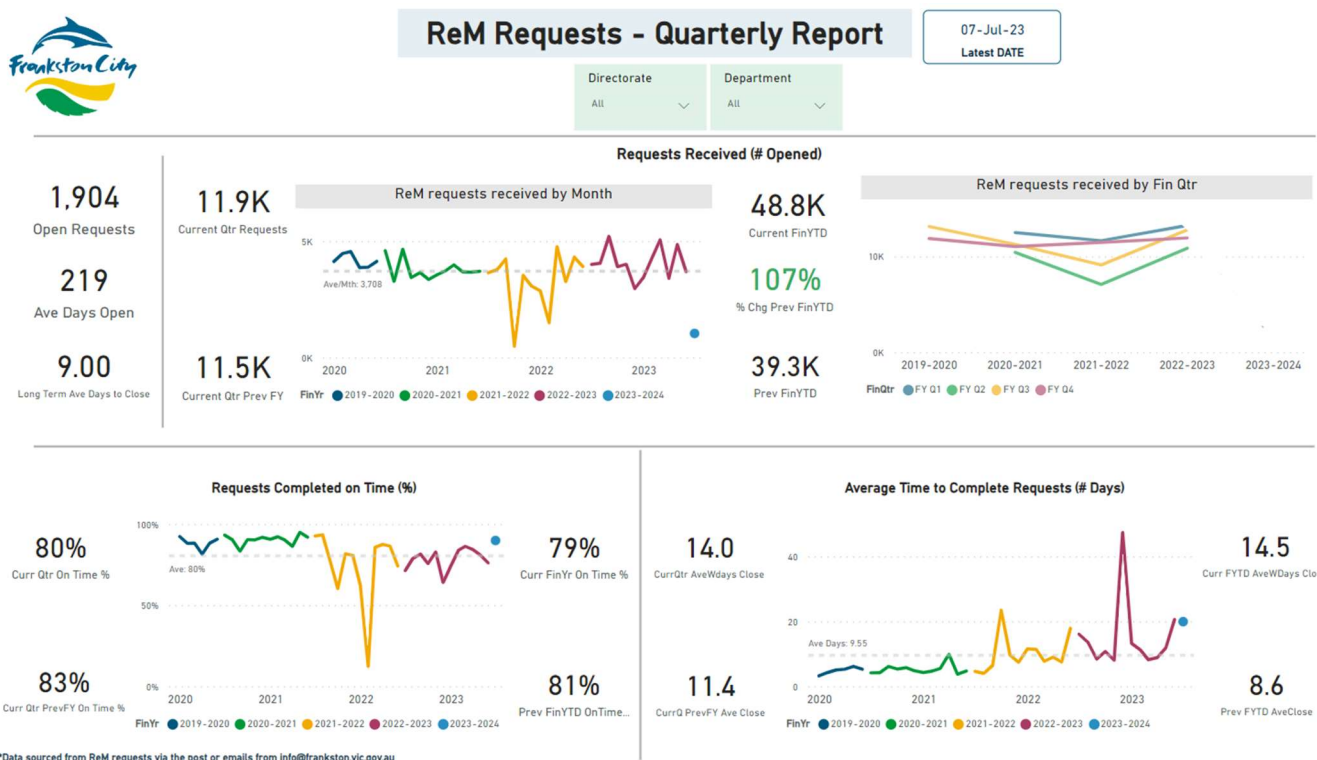 Frankston City
ReM Requests - Quarterly Report
07-Jul-23
Latest DATE
Directorate
All
Department
All
Requests Received (# Opened)
1,904
Open Requests
219
Ave Days Open
9.00
Long Term Ave Days to Close
11.9K
Current Qtr Requests
11.5K
Current Qtr Prev FY
ReM requests received by Month
5K
Ave/Mth: 3,708
0K
2020 2021 2022 2023
FinYr 2019-2020 2020-2021 2021-2022 2022-2023 2023-2024
48.8K
Current FinYTD
107%
% Chg Prev FinYTD
39.3K
Prev FinYTD
ReM requests received by Fin Qtr
10K
0K
2019-2020 2020-2021 2021-2022 2022-2023 2023-2024
FinQtr FY Q1 FY Q2 FY Q3 FY Q4
Requests Completed on Time (%)
80%
Curr Qtr On Time %
83%
Curr Qtr PrevFY On Time %
100%
Ave: 80%
50%
0%
2020 2021 2022 2023
FinYr 2019-2020 2020-2021 2021-2022 2022-2023 2023-2024
79%
Curr FinYr On Time %
81%
Prev FinYTD OnTime...
Average Time to Complete Requests (# Days)
14.0
CurrQtr AveWdays Close
11.4
CurrQ PrevFY Ave Close
40
20
Ave Days: 9.55
0
2020 2021 2022 2023
FinYr 2019-2020 2020-2021 2021-2022 2022-2023 2023-2024
14.5
Curr FYTD AveWDays Clo
8.6
Prev FYTD AveClose
*Data sourced from ReM requests via the post or emails from info@frankston.vic.gov.au